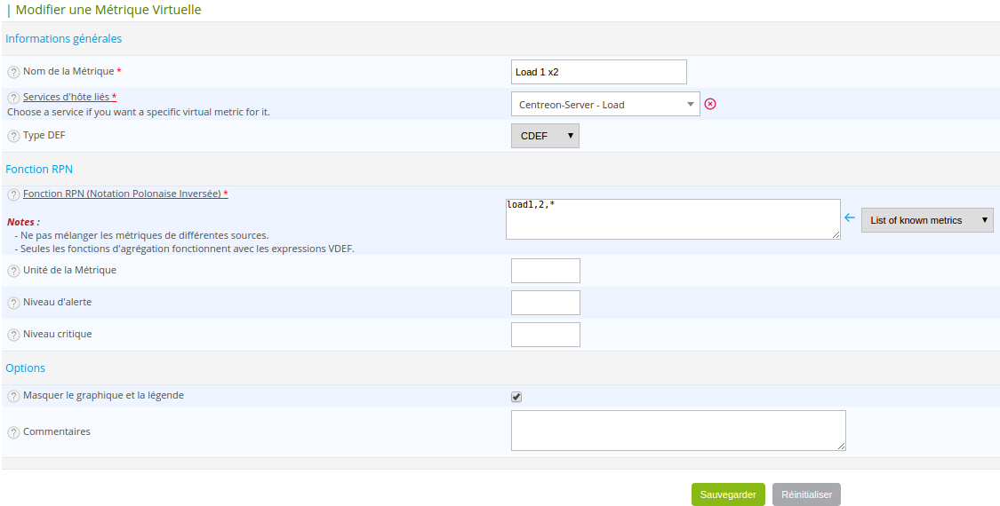 Modifier une Métrique Virtuelle
Informations générales
? Nom de la Métrique * Load 1 x2
? Services d'hôte liés * Centreon-Server - Load
Choose a service if you want a specific virtual metric for it.
? Type DEF CDEF
Fonction RPN
? Fonction RPN (Notation Polonaise Inversée) * load1,2,*
List of known metrics
Notes :
- Ne pas mélanger les métriques de différentes sources.
- Seules les fonctions d'agrégation fonctionnent avec les expressions VDEF.
? Unité de la Métrique
? Niveau d'alerte
? Niveau critique
Options
? Masquer le graphique et la légende
? Commentaires
Sauvegarder Réinitialiser